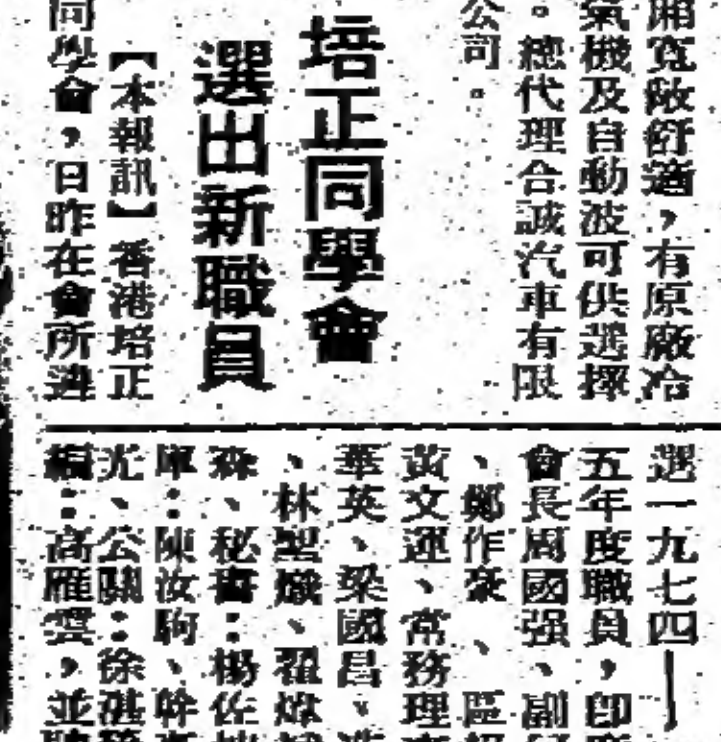 廂寬敞舒適，有原廠冷
氣機及自動波可供選擇
。總代理合誠汽車有限
公司。
培正同學會
選出新職員
【本報訊】香港培正
同學會，日昨在會所選
選一九七四—
五年度職員，即
會長周國强、副
、鄭作豪、區
黃文運、常務理
華英、梁國昌、
、林聖熾、翟
森、秘書：楊佐
庫：陳汝駒、幹
光、公關：徐湛
編：高雁雲，並